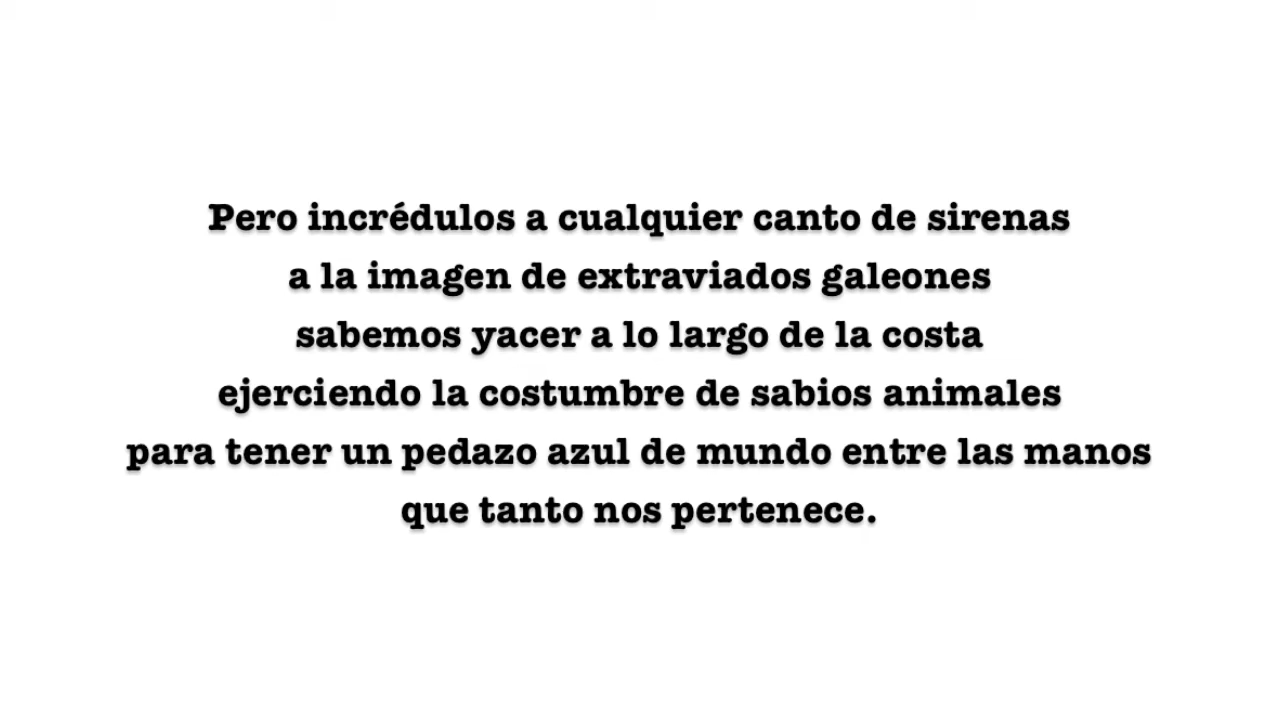 Pero incrédulos a cualquier canto de sirenas
a la imagen de extraviados galeones
sabemos yacer a lo largo de la costa
ejerciendo la costumbre de sabios animales
para tener un pedazo azul de mundo entre las manos
que tanto nos pertenece.